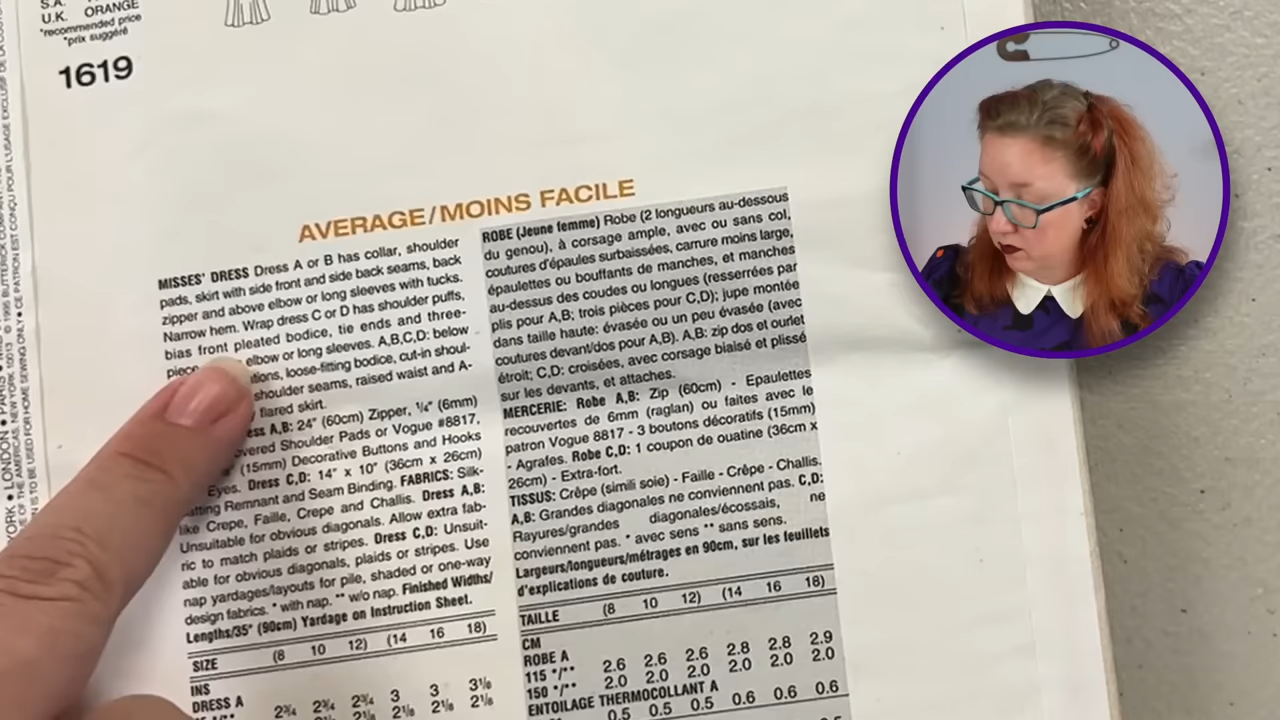 S.A.
U.K. ORANGE
*recommended price
*prix suggéré
1619
AVERAGE/MOINS FACILE
MISSES' DRESS Dress A or B has collar, shoulder
pads, skirt with side front and side back seams, back
zipper and above elbow or long sleeves with tucks.
Narrow hem. Wrap dress C or D has shoulder puffs,
bias front pleated bodice, tie ends and three-
piece elbow or long sleeves. A,B,C,D: below
tions, loose-fitting bodice, cut-in shoul-
shoulder seams, raised waist and A-
flared skirt.
ess A,B: 24" (60cm) Zipper, ¼" (6mm)
vered Shoulder Pads or Vogue #8817,
(15mm) Decorative Buttons and Hooks
Eyes. Dress C,D: 14" x 10" (36cm x 26cm)
atting Remnant and Seam Binding. FABRICS: Silk-
like Crepe, Faille, Crepe and Challis. Dress A,B:
Unsuitable for obvious diagonals. Allow extra fab-
ric to match plaids or stripes. Dress C,D: Unsuit-
able for obvious diagonals, plaids or stripes. Use
nap yardages/layouts for pile, shaded or one-way
design fabrics. * with nap. ** w/o nap. Finished Widths/
Lengths/35" (90cm) Yardage on Instruction Sheet.
SIZE (8 10 12) (14 16 18)
INS
DRESS A
2¾ 2¾ 2¾ 3 3 3⅛
2⅛ 2⅛ 2⅛
ROBE (Jeune femme) Robe (2 longueurs au-dessous
du genou), à corsage ample, avec ou sans col,
coutures d'épaules surbaissées, carrure moins large,
épaulettes ou bouffants de manches, et manches
au-dessus des coudes ou longues (resserrées par
plis pour A,B; trois pièces pour C,D); jupe montée
dans taille haute: évasée ou un peu évasée (avec
coutures devant/dos pour A,B). A,B: zip dos et ourlet
étroit; C,D: croisées, avec corsage biaisé et plissé
sur les devants, et attaches.
MERCERIE: Robe A,B: Zip (60cm) - Epaulettes
recouvertes de 6mm (raglan) ou faites avec le
patron Vogue 8817 - 3 boutons décoratifs (15mm)
- Agrafes. Robe C,D: 1 coupon de ouatine (36cm x
26cm) - Extra-fort.
TISSUS: Crêpe (simili soie) - Faille - Crêpe - Challis.
A,B: Grandes diagonales ne conviennent pas. C,D:
Rayures/grandes diagonales/écossais, ne
conviennent pas. * avec sens ** sans sens.
Largeurs/longueurs/métrages en 90cm, sur les feuillets
d'explications de couture.
TAILLE (8 10 12) (14 16 18)
CM
ROBE A
115 */** 2.6 2.6 2.6 2.8 2.8 2.9
150 */** 2.0 2.0 2.0 2.0 2.0 2.0
ENTOILAGE THERMOCOLLANT A
0.5 0.5 0.5 0.6 0.6 0.6